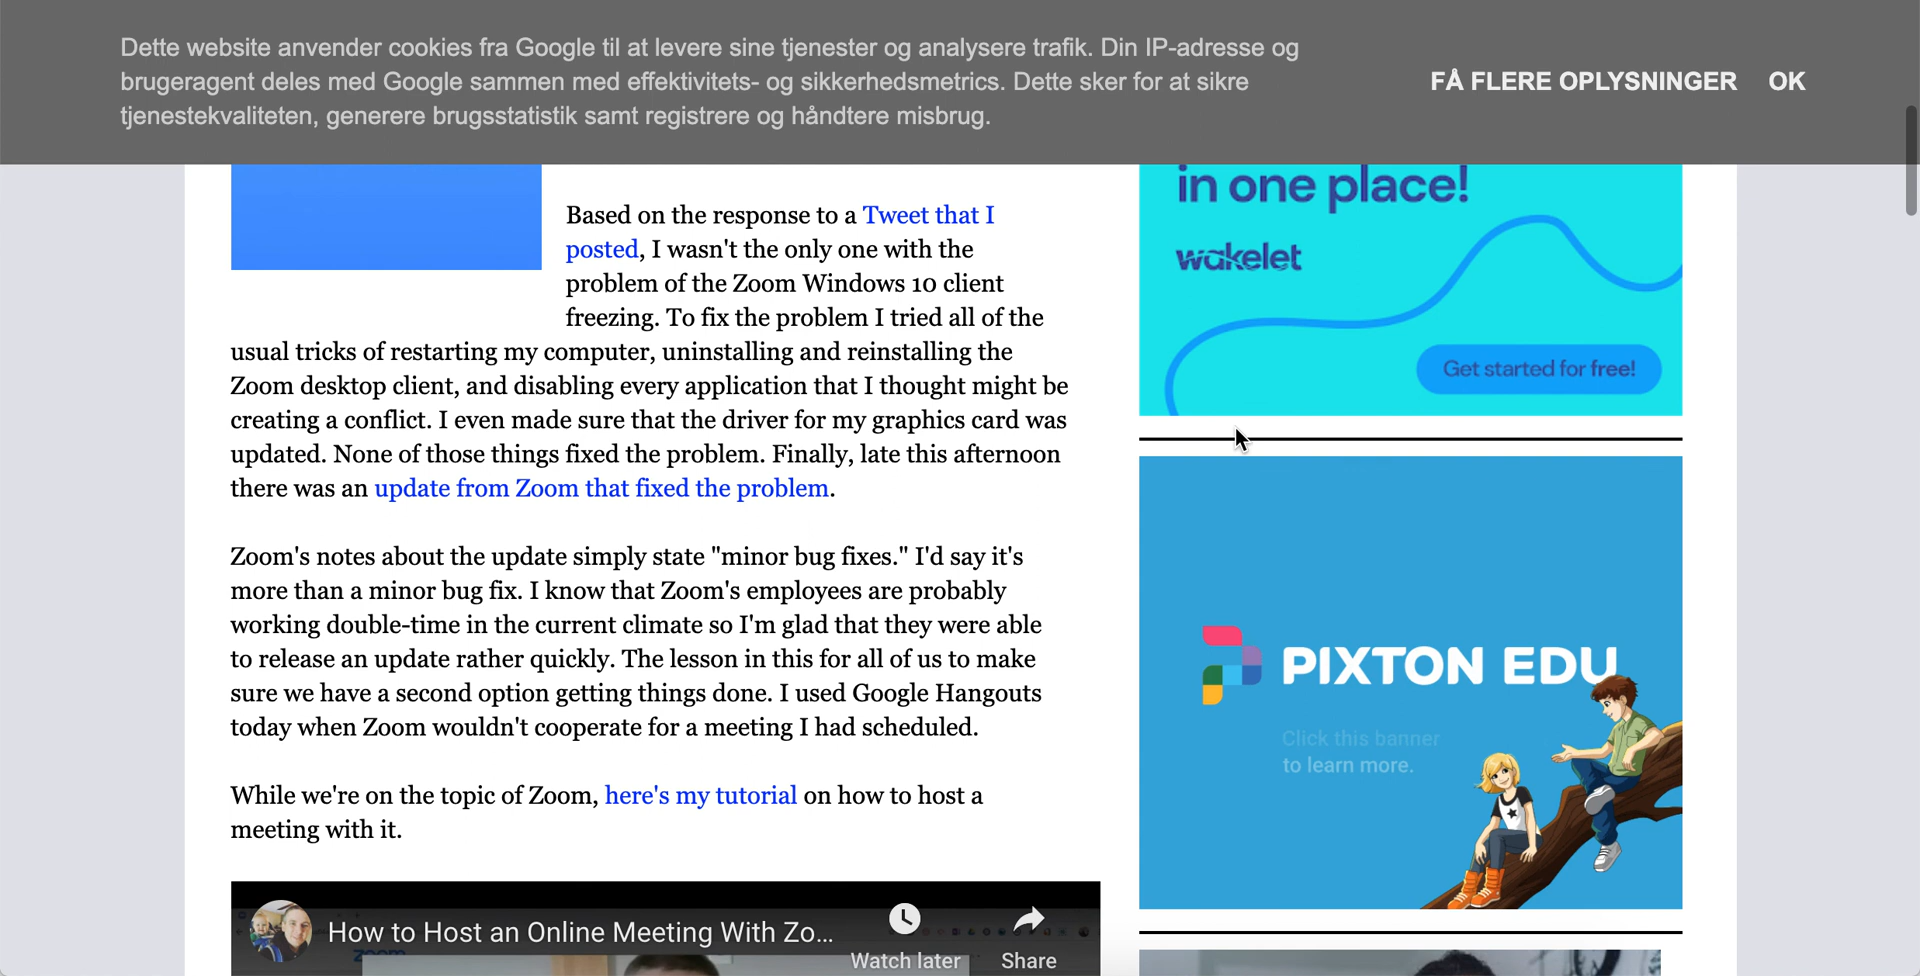 Dette website anvender cookies fra Google til at levere sine tjenester og analysere trafik. Din IP-adresse og
brugeragent deles med Google sammen med effektivitets- og sikkerhedsmetrics. Dette sker for at sikre
tjenestekvaliteten, generere brugsstatistik samt registrere og håndtere misbrug.
FÅ FLERE OPLYSNINGER OK
Based on the response to a Tweet that I
posted, I wasn't the only one with the
problem of the Zoom Windows 10 client
freezing. To fix the problem I tried all of the
usual tricks of restarting my computer, uninstalling and reinstalling the
Zoom desktop client, and disabling every application that I thought might be
creating a conflict. I even made sure that the driver for my graphics card was
updated. None of those things fixed the problem. Finally, late this afternoon
there was an update from Zoom that fixed the problem.
Zoom's notes about the update simply state "minor bug fixes." I'd say it's
more than a minor bug fix. I know that Zoom's employees are probably
working double-time in the current climate so I'm glad that they were able
to release an update rather quickly. The lesson in this for all of us to make
sure we have a second option getting things done. I used Google Hangouts
today when Zoom wouldn't cooperate for a meeting I had scheduled.
While we're on the topic of Zoom, here's my tutorial on how to host a
meeting with it.
How to Host an Online Meeting With Zo...
Watch later
Share
zoom
in one place!
wakelet
Get started for free!
PIXTON EDU
Click this banner
to learn more.